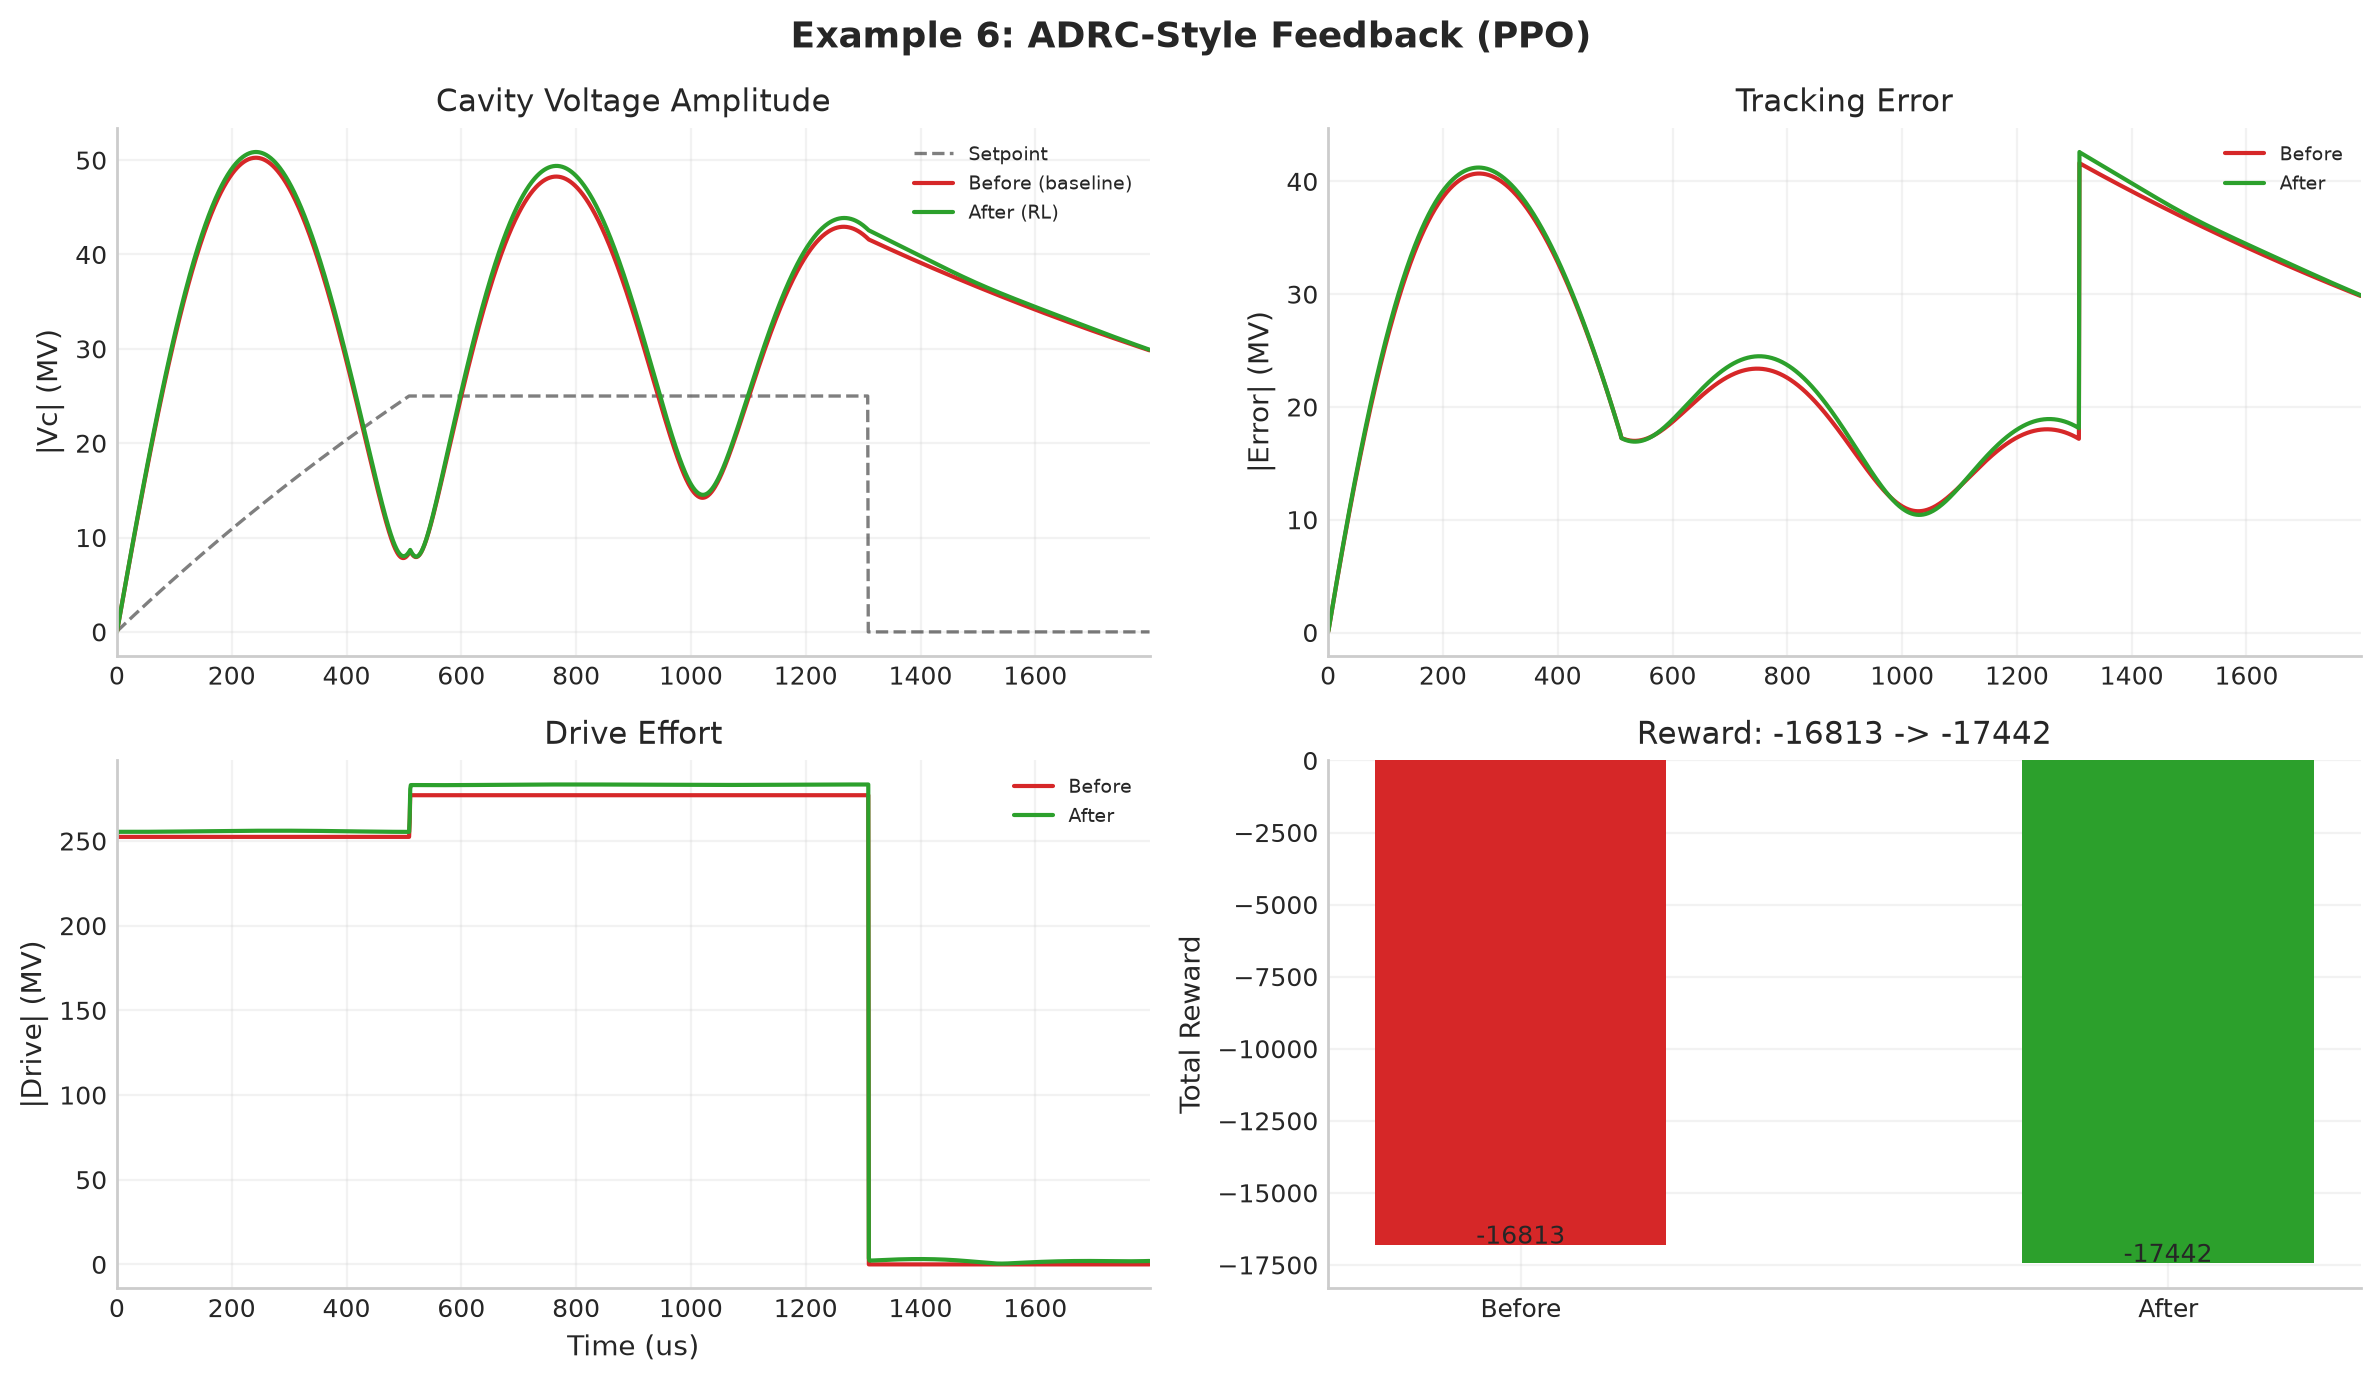 Example 6: ADRC-Style Feedback (PPO)
Cavity Voltage Amplitude
|Vc| (MV)
50
40
30
20
10
0
Setpoint
Before (baseline)
After (RL)
0 200 400 600 800 1000 1200 1400 1600
Tracking Error
|Error| (MV)
40
30
20
10
0
Before
After
0 200 400 600 800 1000 1200 1400 1600
Drive Effort
|Drive| (MV)
250
200
150
100
50
0
Before
After
0 200 400 600 800 1000 1200 1400 1600
Time (us)
Reward: -16813 -> -17442
Total Reward
0
−2500
−5000
−7500
−10000
−12500
−15000
−17500
-16813
-17442
Before After